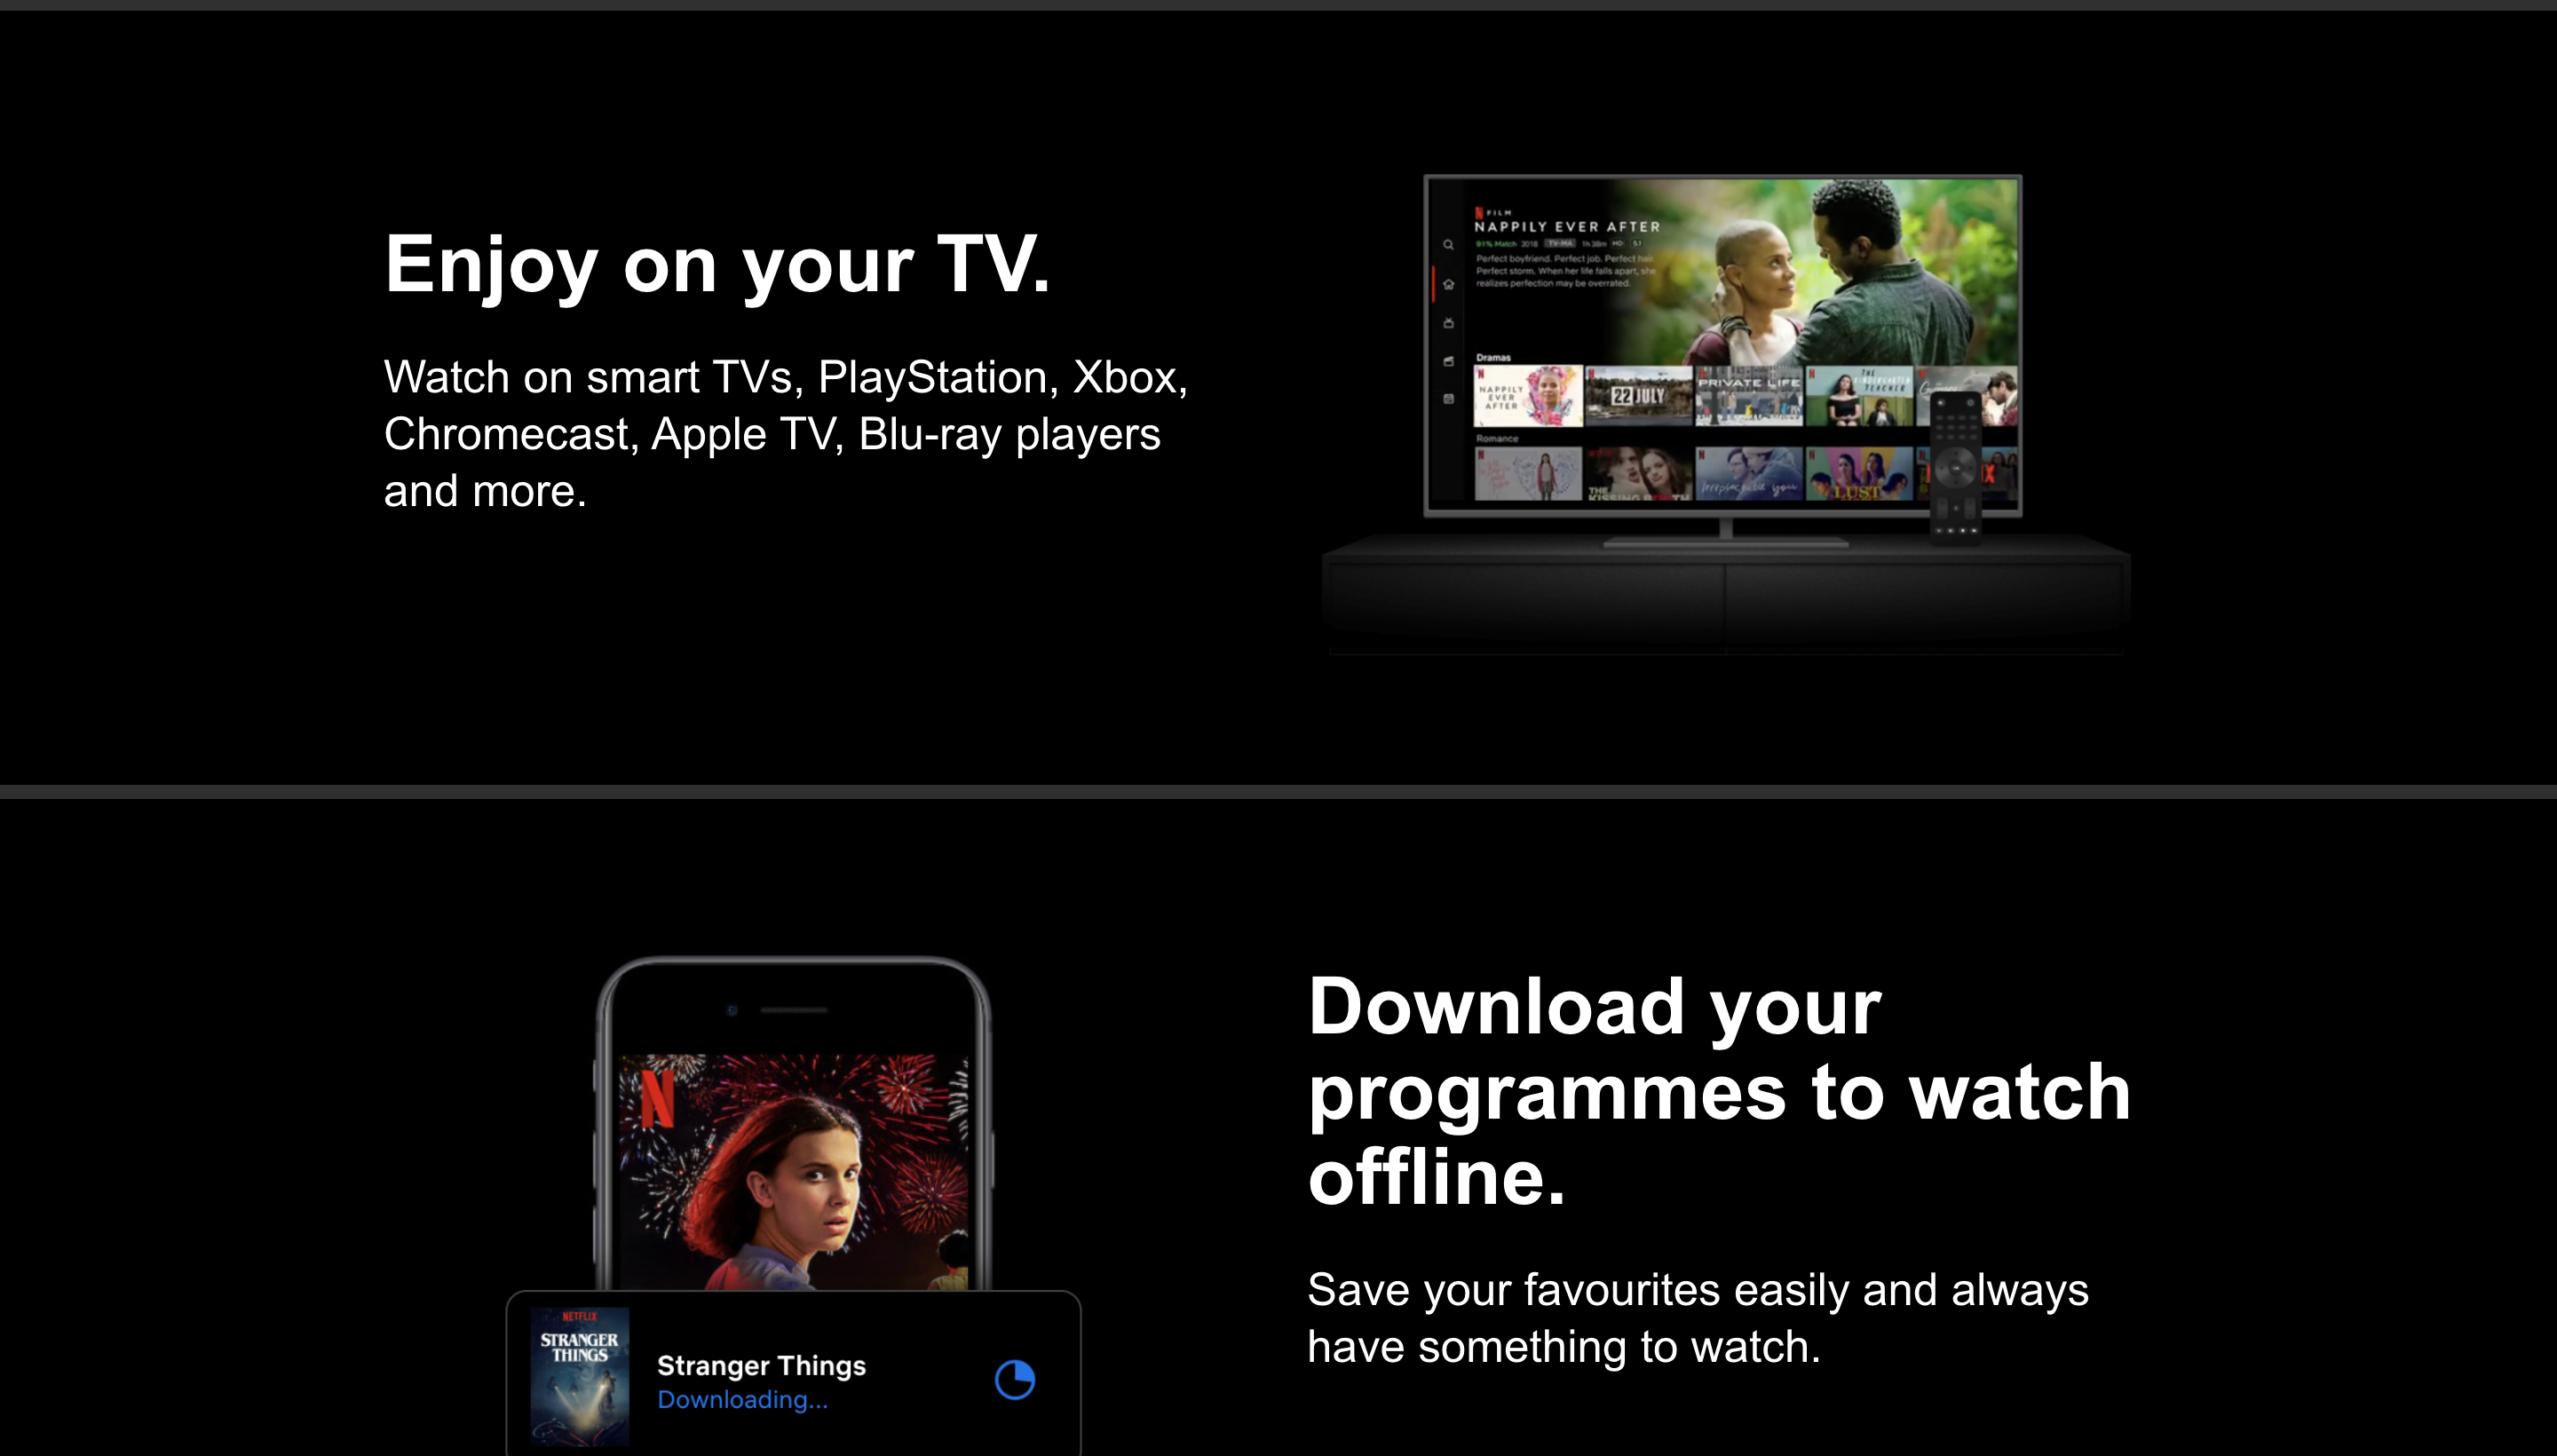 Enjoy on your TV.
Watch on smart TVs, PlayStation, Xbox,
Chromecast, Apple TV, Blu-ray players
and more.
N FILM
NAPPILY EVER AFTER
91% Match 2018 TV-MA 1h 38m HD 5.1
Perfect boyfriend. Perfect job. Perfect hair.
Perfect storm. When her life falls apart, she
realizes perfection may be overrated.
Dramas
NAPPILY
EVER
AFTER
22 JULY
PRIVATE LIFE
THE
KINDERGARTEN
TEACHER
Romance
THE
KISSING BOOTH
irreplaceable you
LUST
Download your
programmes to watch
offline.
Save your favourites easily and always
have something to watch.
N
NETFLIX
STRANGER
THINGS
Stranger Things
Downloading...